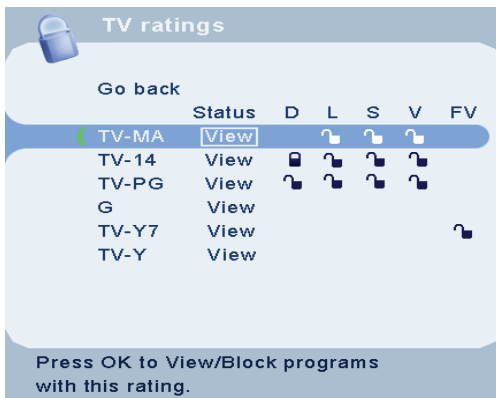 TV ratings
Go back
Status D L S V FV
TV-MA View
TV-14 View
TV-PG View
G View
TV-Y7 View
TV-Y View
Press OK to View/Block programs
with this rating.